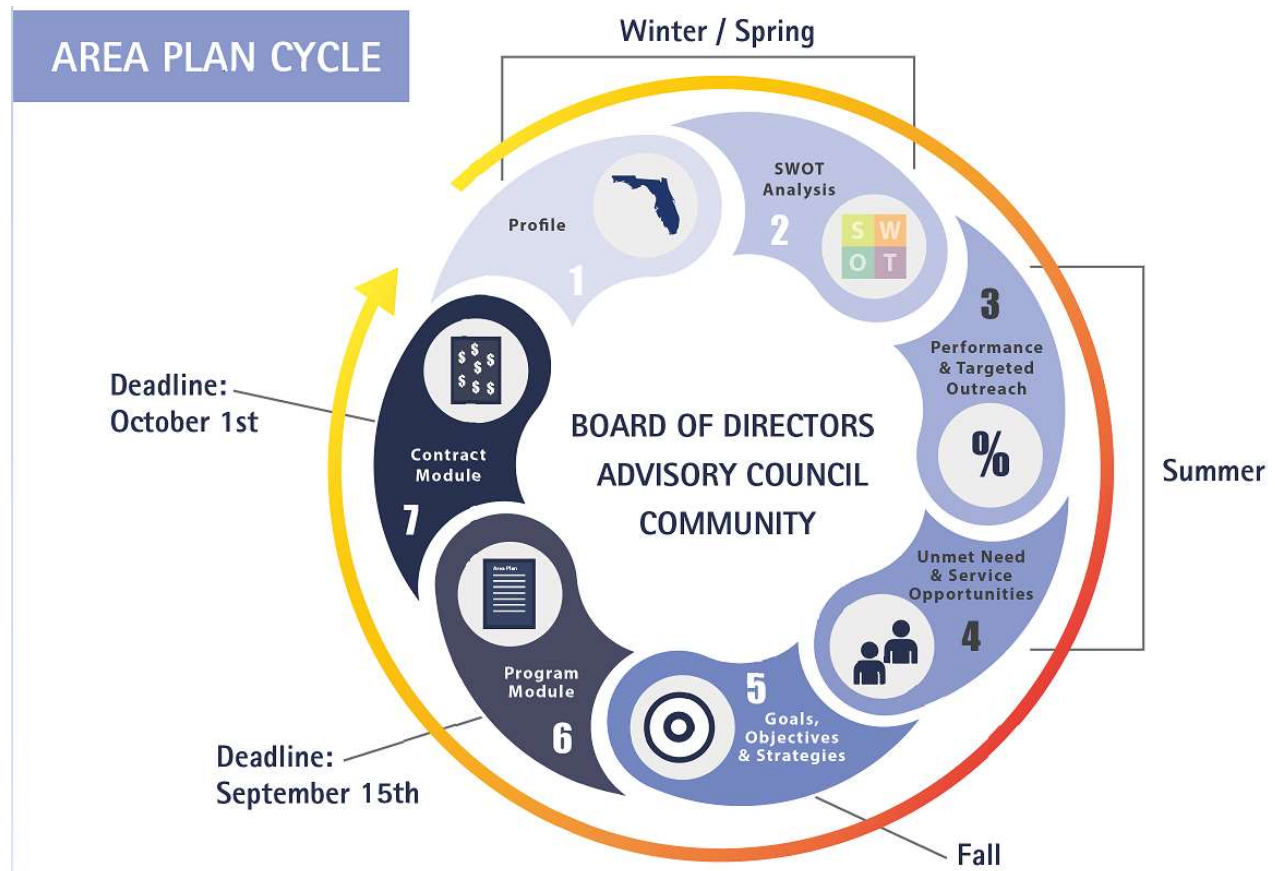 AREA PLAN CYCLE
Winter / Spring
Profile
1
SWOT
Analysis
2
S W
O T
3
Performance
& Targeted
Outreach
%
Summer
Unmet Need
& Service
Opportunities
4
5
Goals,
Objectives
& Strategies
Fall
Area Plan
Program
Module
6
Deadline:
September 15th
$ $ $ $ $ $ $ $
Contract
Module
7
Deadline:
October 1st
BOARD OF DIRECTORS
ADVISORY COUNCIL
COMMUNITY